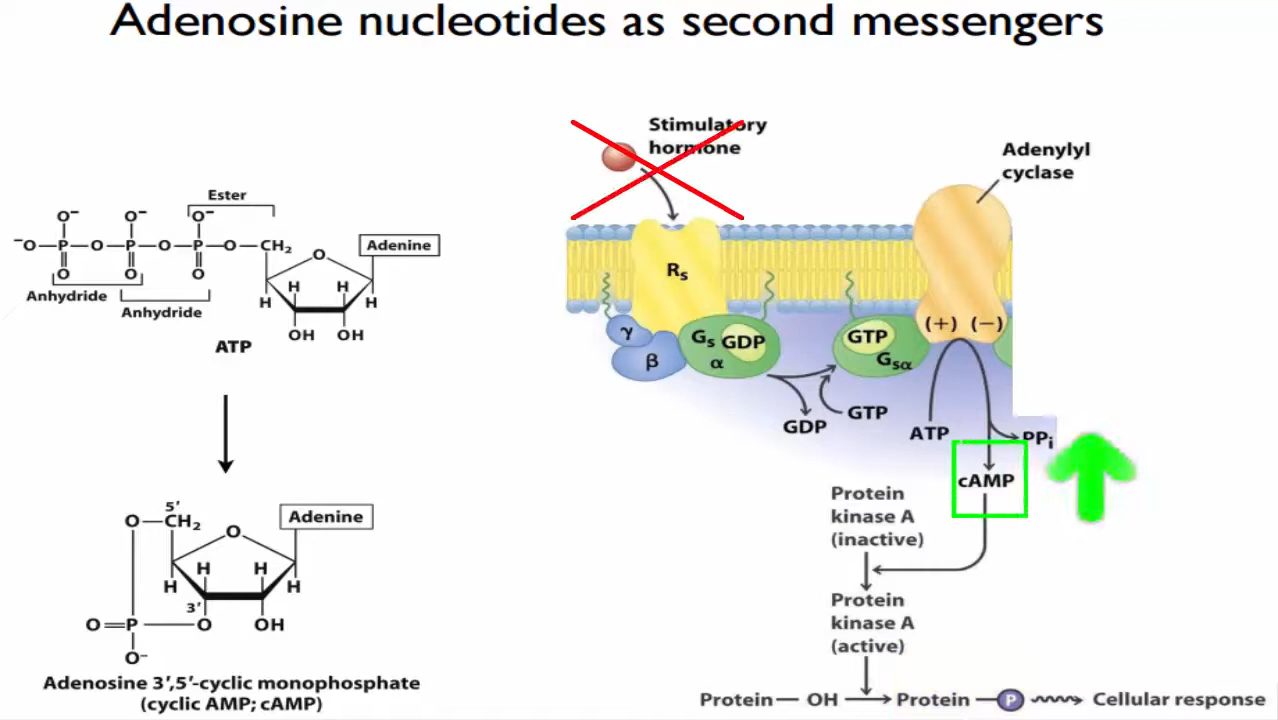 Adenosine nucleotides as second messengers
Ester
O⁻ O⁻ O⁻
⁻O—P—O—P—O—P—O—CH₂ O Adenine
O O O
Anhydride
Anhydride
H H H H
OH OH
ATP
5′
O—CH₂ O Adenine
H H H H
3′
O=P—O OH
O⁻
Adenosine 3′,5′-cyclic monophosphate
(cyclic AMP; cAMP)
Stimulatory
hormone
Adenylyl
cyclase
Rs
(+) (−)
γ
β
Gs GDP
α
GTP
Gsα
GTP
GDP
ATP
PPi
cAMP
Protein
kinase A
(inactive)
Protein
kinase A
(active)
Protein — OH → Protein — P Cellular response